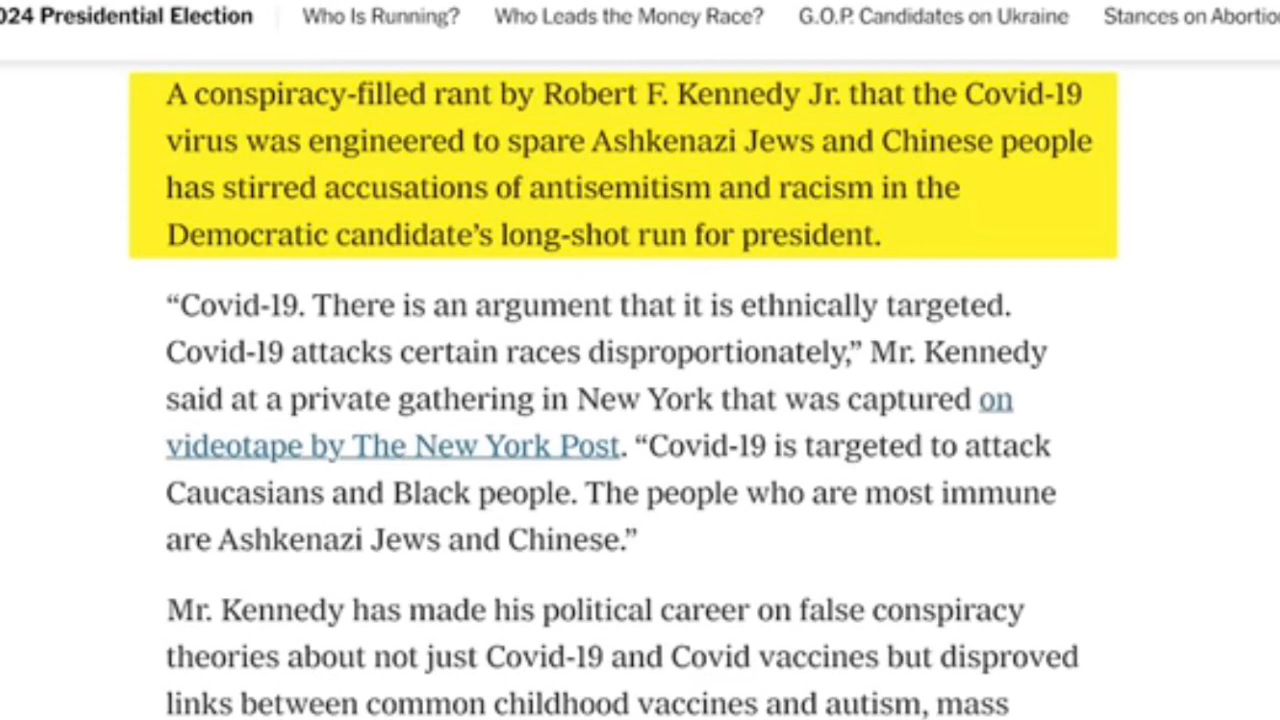 024 Presidential Election Who Is Running? Who Leads the Money Race? G.O.P. Candidates on Ukraine Stances on Abortion
A conspiracy-filled rant by Robert F. Kennedy Jr. that the Covid-19
virus was engineered to spare Ashkenazi Jews and Chinese people
has stirred accusations of antisemitism and racism in the
Democratic candidate’s long-shot run for president.
“Covid-19. There is an argument that it is ethnically targeted.
Covid-19 attacks certain races disproportionately,” Mr. Kennedy
said at a private gathering in New York that was captured on
videotape by The New York Post. “Covid-19 is targeted to attack
Caucasians and Black people. The people who are most immune
are Ashkenazi Jews and Chinese.”
Mr. Kennedy has made his political career on false conspiracy
theories about not just Covid-19 and Covid vaccines but disproved
links between common childhood vaccines and autism, mass